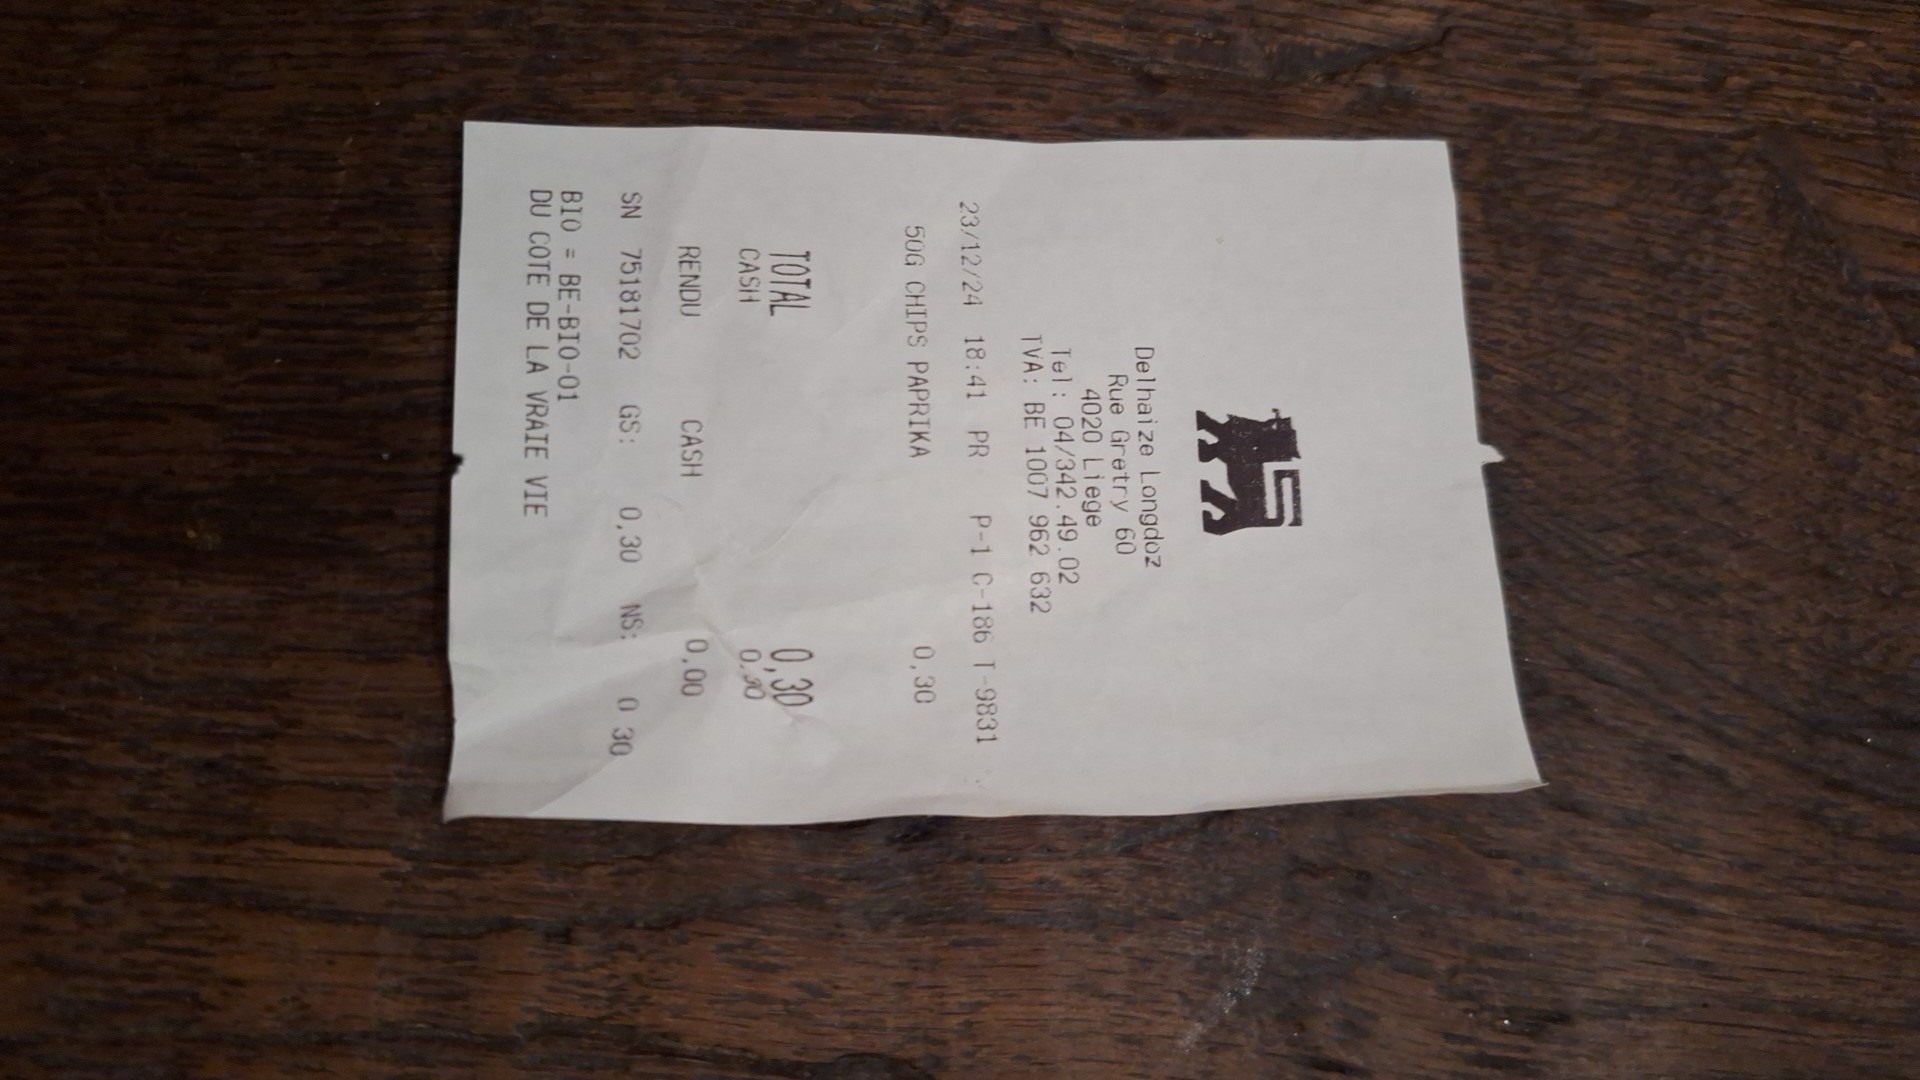 Delhaize Longdoz
Rue Gretry 60
4020 Liege
Tel : 04/342.49.02
TVA: BE 1007 962 632
23/12/24 18:41 PR P-1 C-186 T-9831
50G CHIPS PAPRIKA 0,30
TOTAL 0,30
CASH 0,30
RENDU CASH 0,00
SN 75181702 GS: 0,30 NS: 0 30
BIO = BE-BIO-01
DU COTE DE LA VRAIE VIE